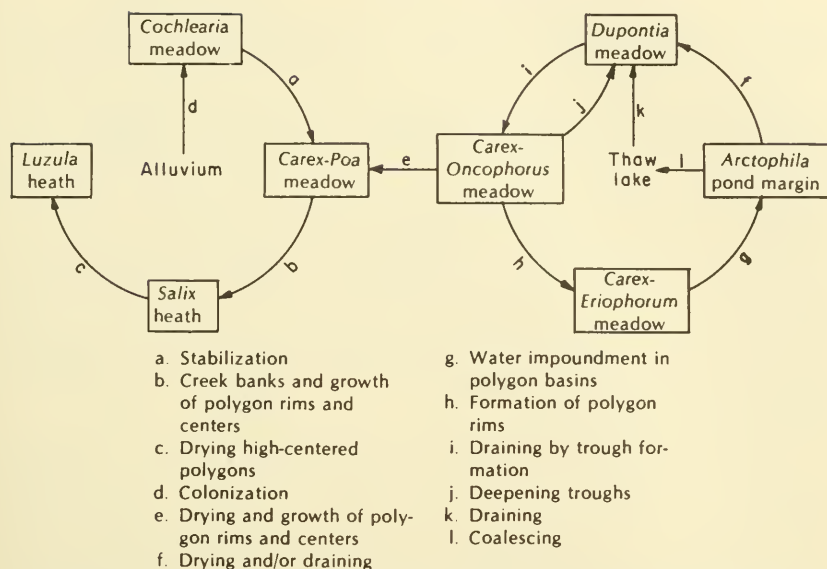 Cochlearia
meadow
Dupontia
meadow
a
i
j
f
d
k
Luzula
heath
Alluvium
Carex-Poa
meadow
e
Carex-
Oncophorus
meadow
Thaw
lake
l
Arctophila
pond margin
c
b
h
g
Salix
heath
Carex-
Eriophorum
meadow
a. Stabilization
b. Creek banks and growth
of polygon rims and
centers
c. Drying high-centered
polygons
d. Colonization
e. Drying and growth of poly-
gon rims and centers
f. Drying and/or draining
g. Water impoundment in
polygon basins
h. Formation of polygon
rims
i. Draining by trough for-
mation
j. Deepening troughs
k. Draining
l. Coalescing